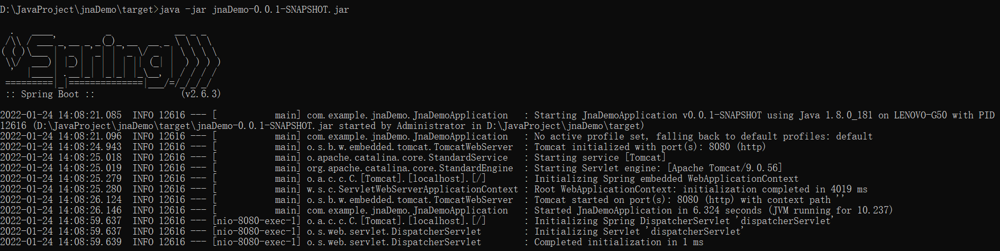 D:\JavaProject\jnaDemo\target>java -jar jnaDemo-0.0.1-SNAPSHOT.jar
  .   ____          _            __ _ _
 /\\ / ___'_ __ _ _(_)_ __  __ _ \ \ \ \
( ( )\___ | '_ | '_| | '_ \/ _` | \ \ \ \
 \\/  ___)| |_)| | | | | || (_| |  ) ) ) )
  '  |____| .__|_| |_|_| |_\__, | / / / /
 =========|_|==============|___/=/_/_/_/
 :: Spring Boot ::                (v2.6.3)
2022-01-24 14:08:21.085  INFO 12616 --- [           main] com.example.jnaDemo.JnaDemoApplication   : Starting JnaDemoApplication v0.0.1-SNAPSHOT using Java 1.8.0_181 on LENOVO-G50 with PID
12616 (D:\JavaProject\jnaDemo\target\jnaDemo-0.0.1-SNAPSHOT.jar started by Administrator in D:\JavaProject\jnaDemo\target)
2022-01-24 14:08:21.096  INFO 12616 --- [           main] com.example.jnaDemo.JnaDemoApplication   : No active profile set, falling back to default profiles: default
2022-01-24 14:08:24.943  INFO 12616 --- [           main] o.s.b.w.embedded.tomcat.TomcatWebServer  : Tomcat initialized with port(s): 8080 (http)
2022-01-24 14:08:25.018  INFO 12616 --- [           main] o.apache.catalina.core.StandardService   : Starting service [Tomcat]
2022-01-24 14:08:25.019  INFO 12616 --- [           main] org.apache.catalina.core.StandardEngine  : Starting Servlet engine: [Apache Tomcat/9.0.56]
2022-01-24 14:08:25.279  INFO 12616 --- [           main] o.a.c.c.C.[Tomcat].[localhost].[/]       : Initializing Spring embedded WebApplicationContext
2022-01-24 14:08:25.280  INFO 12616 --- [           main] w.s.c.ServletWebServerApplicationContext : Root WebApplicationContext: initialization completed in 4019 ms
2022-01-24 14:08:26.124  INFO 12616 --- [           main] o.s.b.w.embedded.tomcat.TomcatWebServer  : Tomcat started on port(s): 8080 (http) with context path ''
2022-01-24 14:08:26.146  INFO 12616 --- [           main] com.example.jnaDemo.JnaDemoApplication   : Started JnaDemoApplication in 6.324 seconds (JVM running for 10.237)
2022-01-24 14:08:59.637  INFO 12616 --- [nio-8080-exec-1] o.a.c.c.C.[Tomcat].[localhost].[/]       : Initializing Spring DispatcherServlet 'dispatcherServlet'
2022-01-24 14:08:59.637  INFO 12616 --- [nio-8080-exec-1] o.s.web.servlet.DispatcherServlet        : Initializing Servlet 'dispatcherServlet'
2022-01-24 14:08:59.639  INFO 12616 --- [nio-8080-exec-1] o.s.web.servlet.DispatcherServlet        : Completed initialization in 1 ms